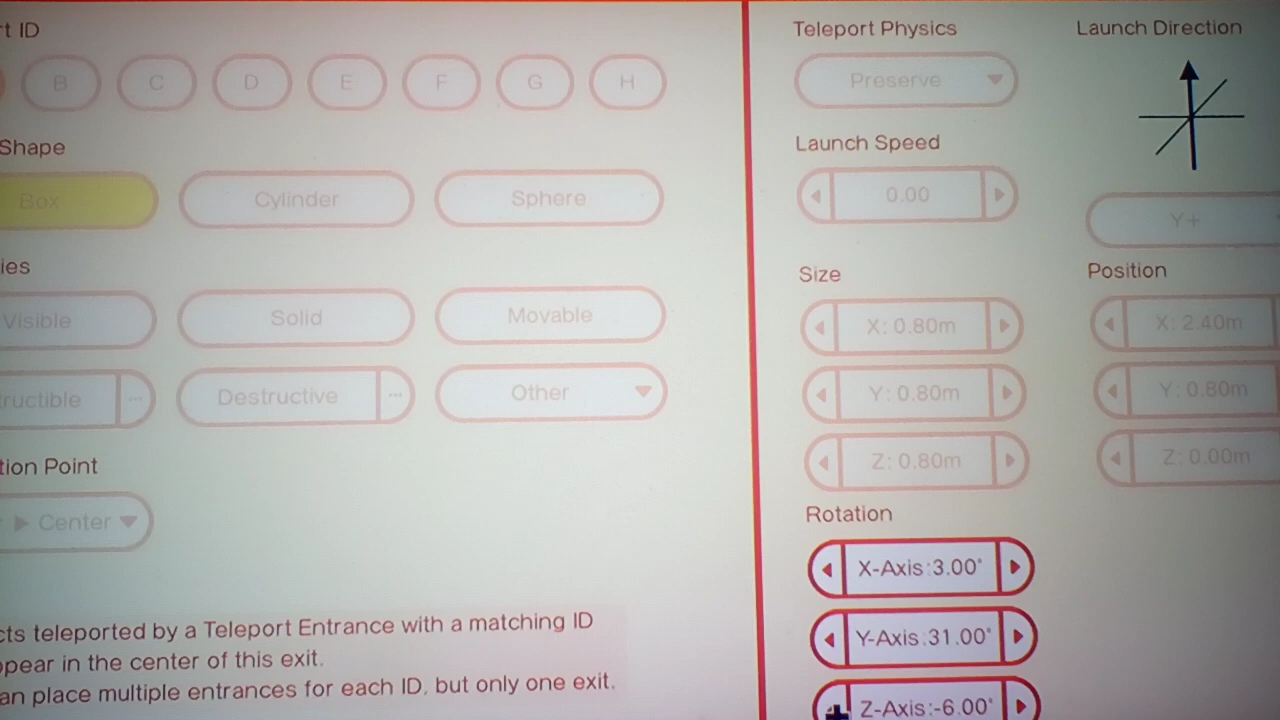 t ID
B C D E F G H
Shape
Box Cylinder Sphere
ies
Visible Solid Movable
ructible ... Destructive ... Other
tion Point
Center
cts teleported by a Teleport Entrance with a matching ID
ppear in the center of this exit.
an place multiple entrances for each ID, but only one exit.
Teleport Physics
Preserve
Launch Speed
0.00
Launch Direction
Y+
Size
X: 0.80m
Y: 0.80m
Z: 0.80m
Position
X: 2.40m
Y: 0.80m
Z: 0.00m
Rotation
X-Axis:3.00°
Y-Axis:31.00°
Z-Axis:-6.00°